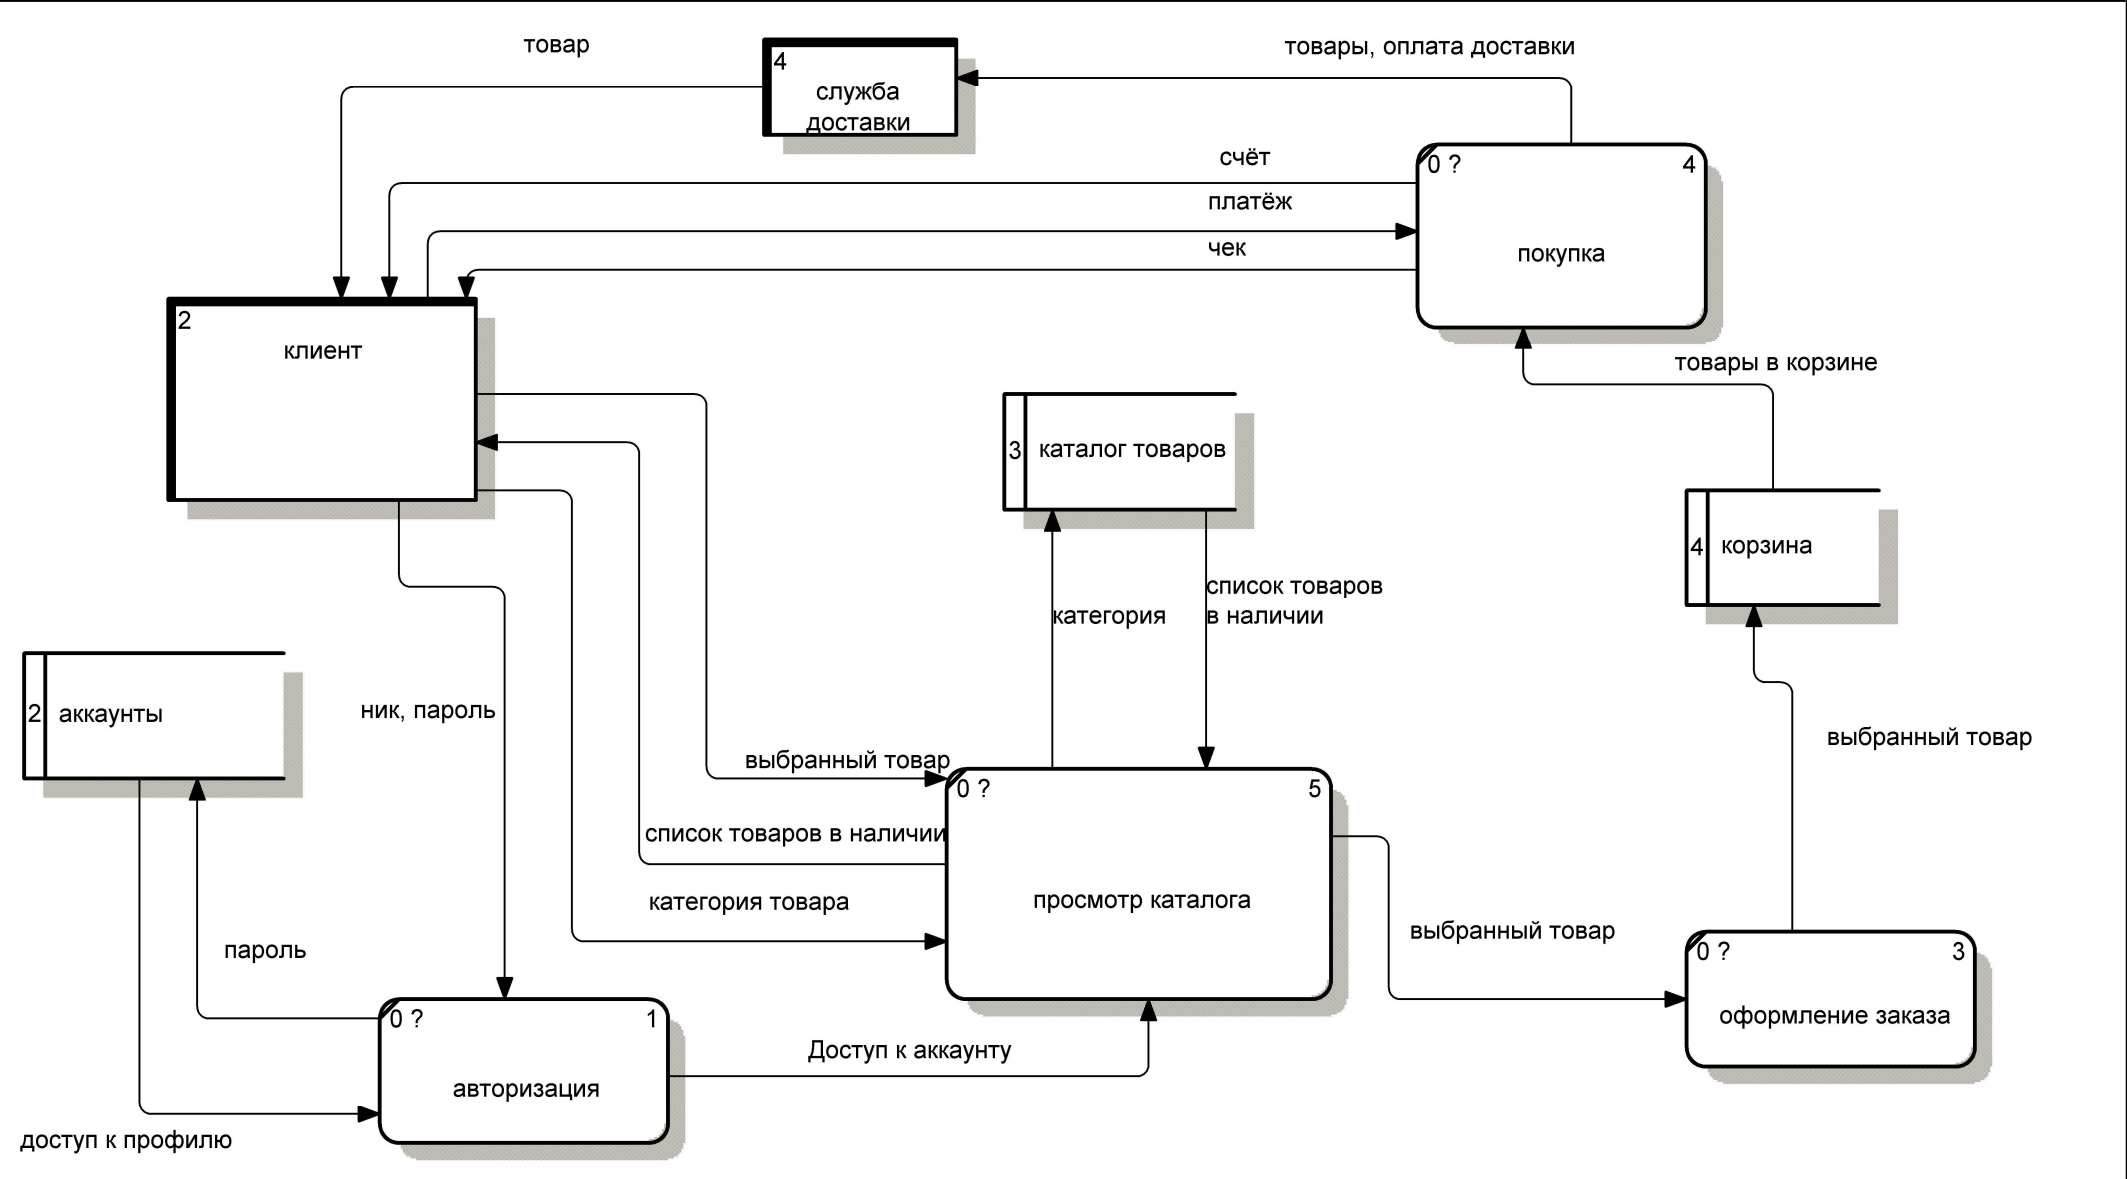 товар
4
служба
доставки
товары, оплата доставки
счёт
платёж
чек
0 ?
4
покупка
2
клиент
товары в корзине
3
каталог товаров
4
корзина
категория
список товаров
в наличии
2
аккаунты
ник, пароль
выбранный товар
выбранный товар
0 ?
5
просмотр каталога
список товаров в наличии
категория товара
выбранный товар
пароль
0 ?
3
оформление заказа
0 ?
1
авторизация
Доступ к аккаунту
доступ к профилю